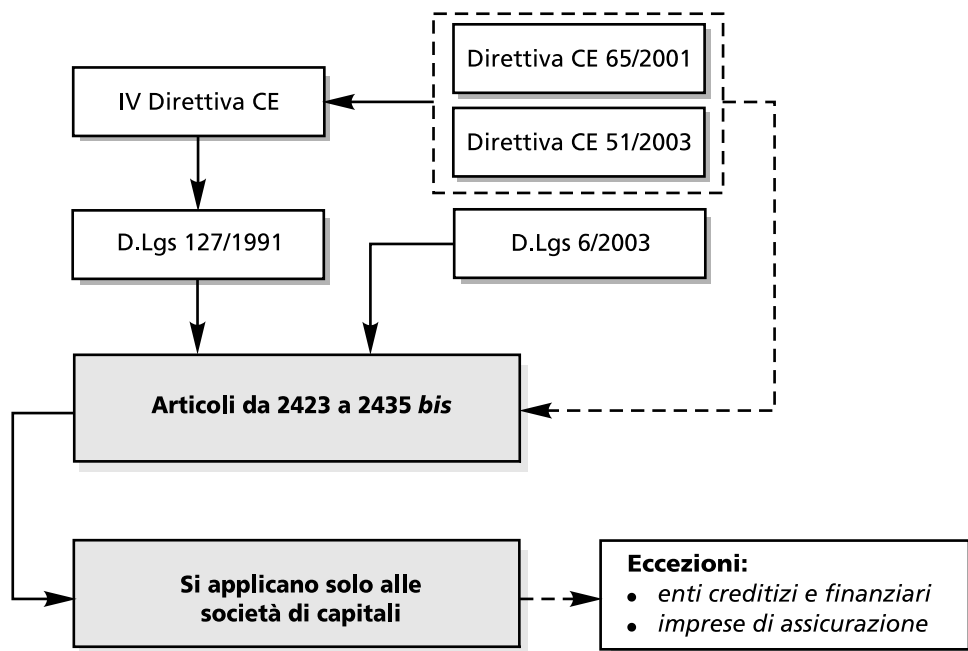 Direttiva CE 65/2001
IV Direttiva CE
Direttiva CE 51/2003
D.Lgs 127/1991
D.Lgs 6/2003
Articoli da 2423 a 2435 bis
Si applicano solo alle
società di capitali
Eccezioni:
• enti creditizi e finanziari
• imprese di assicurazione